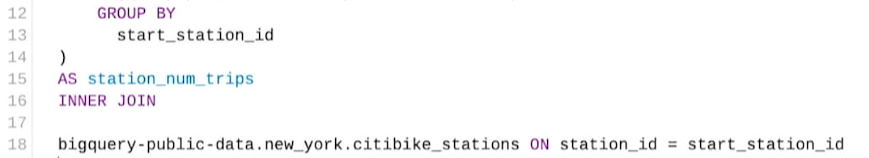 12 GROUP BY
13 start_station_id
14 )
15 AS station_num_trips
16 INNER JOIN
17
18 bigquery-public-data.new_york.citibike_stations ON station_id = start_station_id